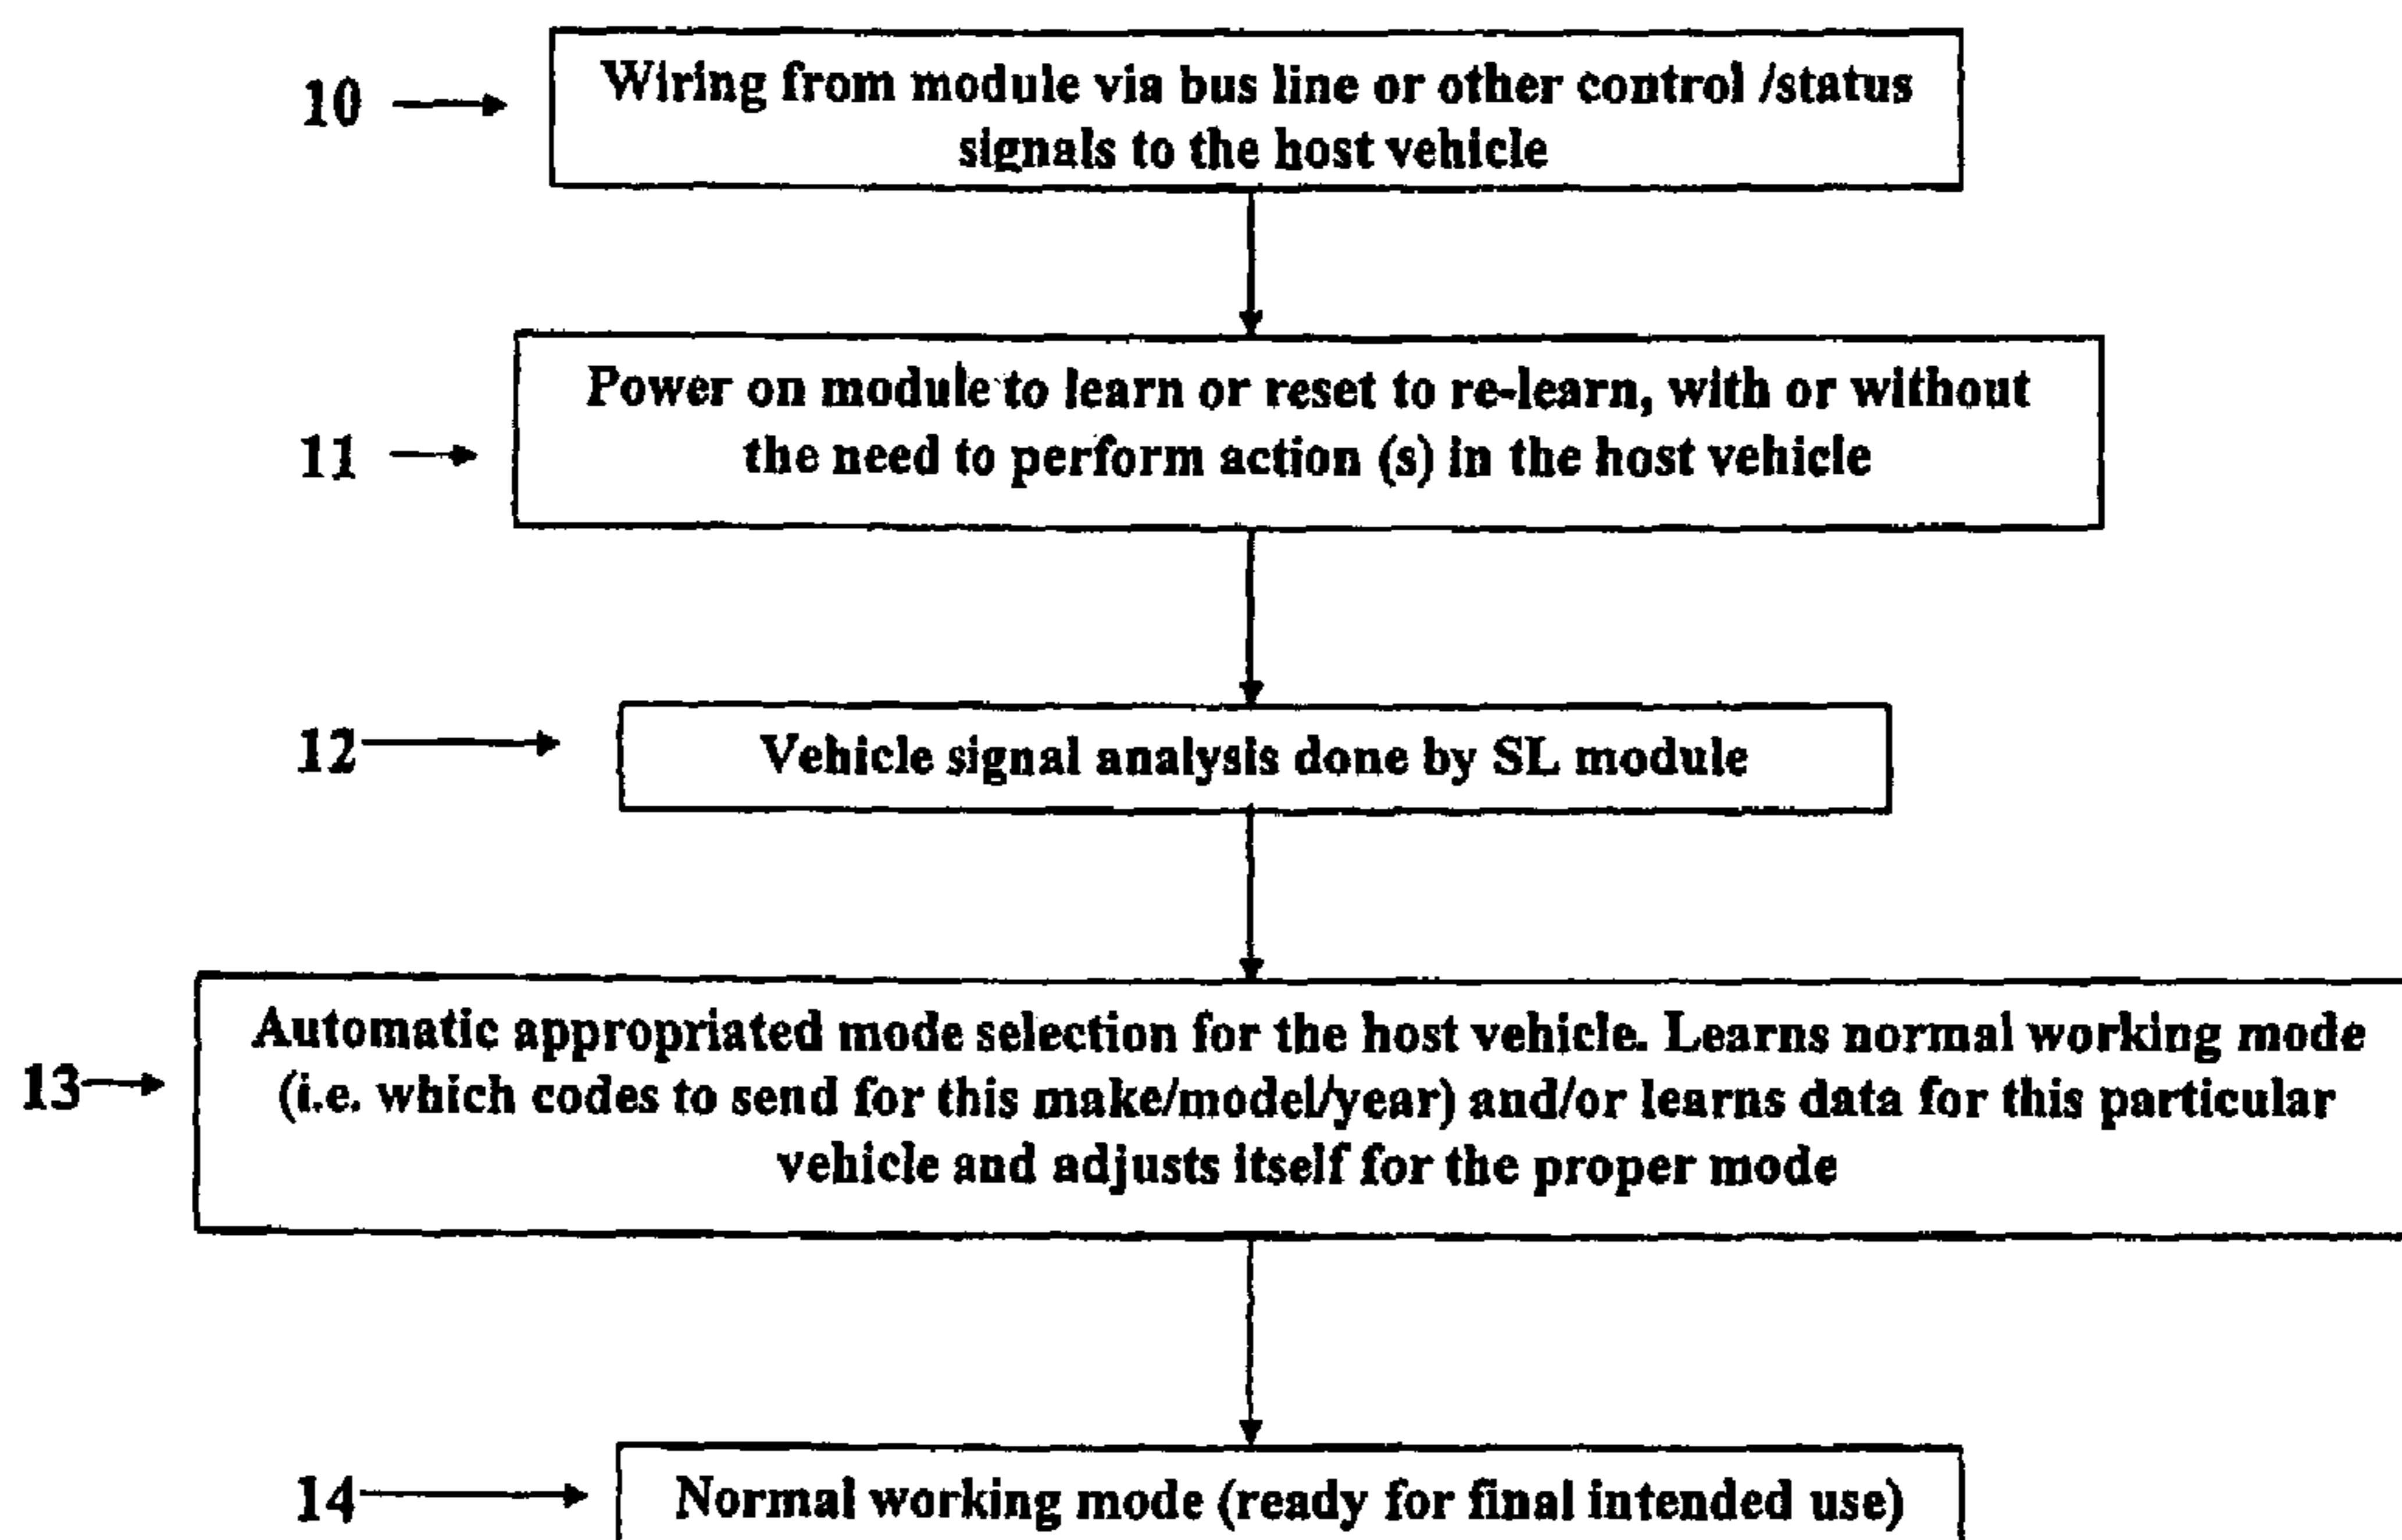 10
Wiring from module via bus line or other control /status
signals to the host vehicle
Power on module to learn or reset to re-learn, with or without
11
the need to perform action (s) in the host vehicle
12
Vehicle signal analysis done by SL module
Automatic appropriated mode selection for the host vehicle. Learns normal working mode
13
(i.e. which codes to send for this make/model/year) and/or learns data for this particular
vehicle and adjusts itself for the proper mode
14
Normal working mode (ready for final intended use)